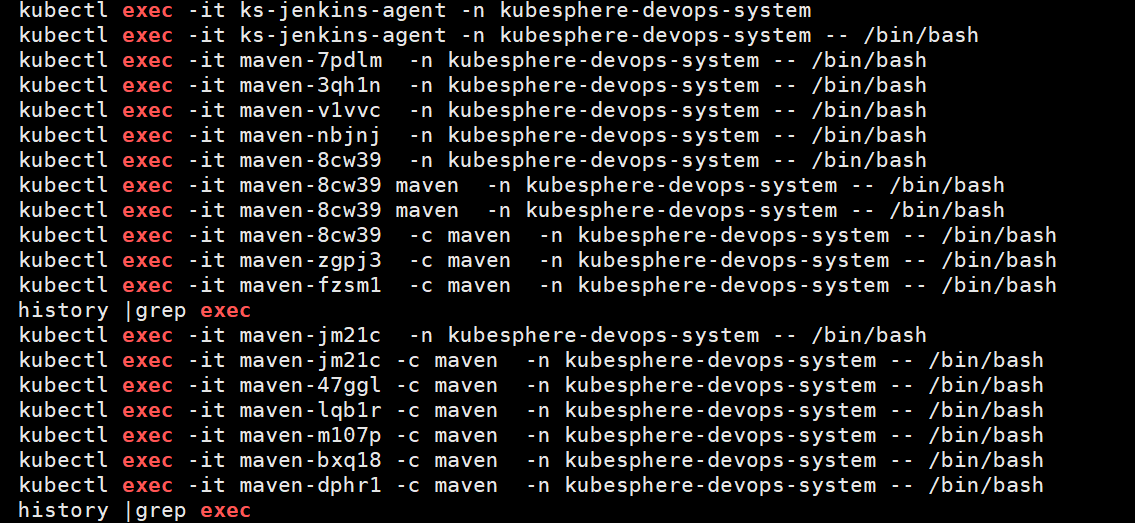 kubectl exec -it ks-jenkins-agent -n kubesphere-devops-system
kubectl exec -it ks-jenkins-agent -n kubesphere-devops-system -- /bin/bash
kubectl exec -it maven-7pdlm  -n kubesphere-devops-system -- /bin/bash
kubectl exec -it maven-3qh1n  -n kubesphere-devops-system -- /bin/bash
kubectl exec -it maven-v1vvc  -n kubesphere-devops-system -- /bin/bash
kubectl exec -it maven-nbjnj  -n kubesphere-devops-system -- /bin/bash
kubectl exec -it maven-8cw39  -n kubesphere-devops-system -- /bin/bash
kubectl exec -it maven-8cw39 maven  -n kubesphere-devops-system -- /bin/bash
kubectl exec -it maven-8cw39 maven  -n kubesphere-devops-system -- /bin/bash
kubectl exec -it maven-8cw39  -c maven  -n kubesphere-devops-system -- /bin/bash
kubectl exec -it maven-zgpj3  -c maven  -n kubesphere-devops-system -- /bin/bash
kubectl exec -it maven-fzsm1  -c maven  -n kubesphere-devops-system -- /bin/bash
history |grep exec
kubectl exec -it maven-jm21c  -n kubesphere-devops-system -- /bin/bash
kubectl exec -it maven-jm21c -c maven  -n kubesphere-devops-system -- /bin/bash
kubectl exec -it maven-47ggl -c maven  -n kubesphere-devops-system -- /bin/bash
kubectl exec -it maven-lqb1r -c maven  -n kubesphere-devops-system -- /bin/bash
kubectl exec -it maven-m107p -c maven  -n kubesphere-devops-system -- /bin/bash
kubectl exec -it maven-bxq18 -c maven  -n kubesphere-devops-system -- /bin/bash
kubectl exec -it maven-dphr1 -c maven  -n kubesphere-devops-system -- /bin/bash
history |grep exec